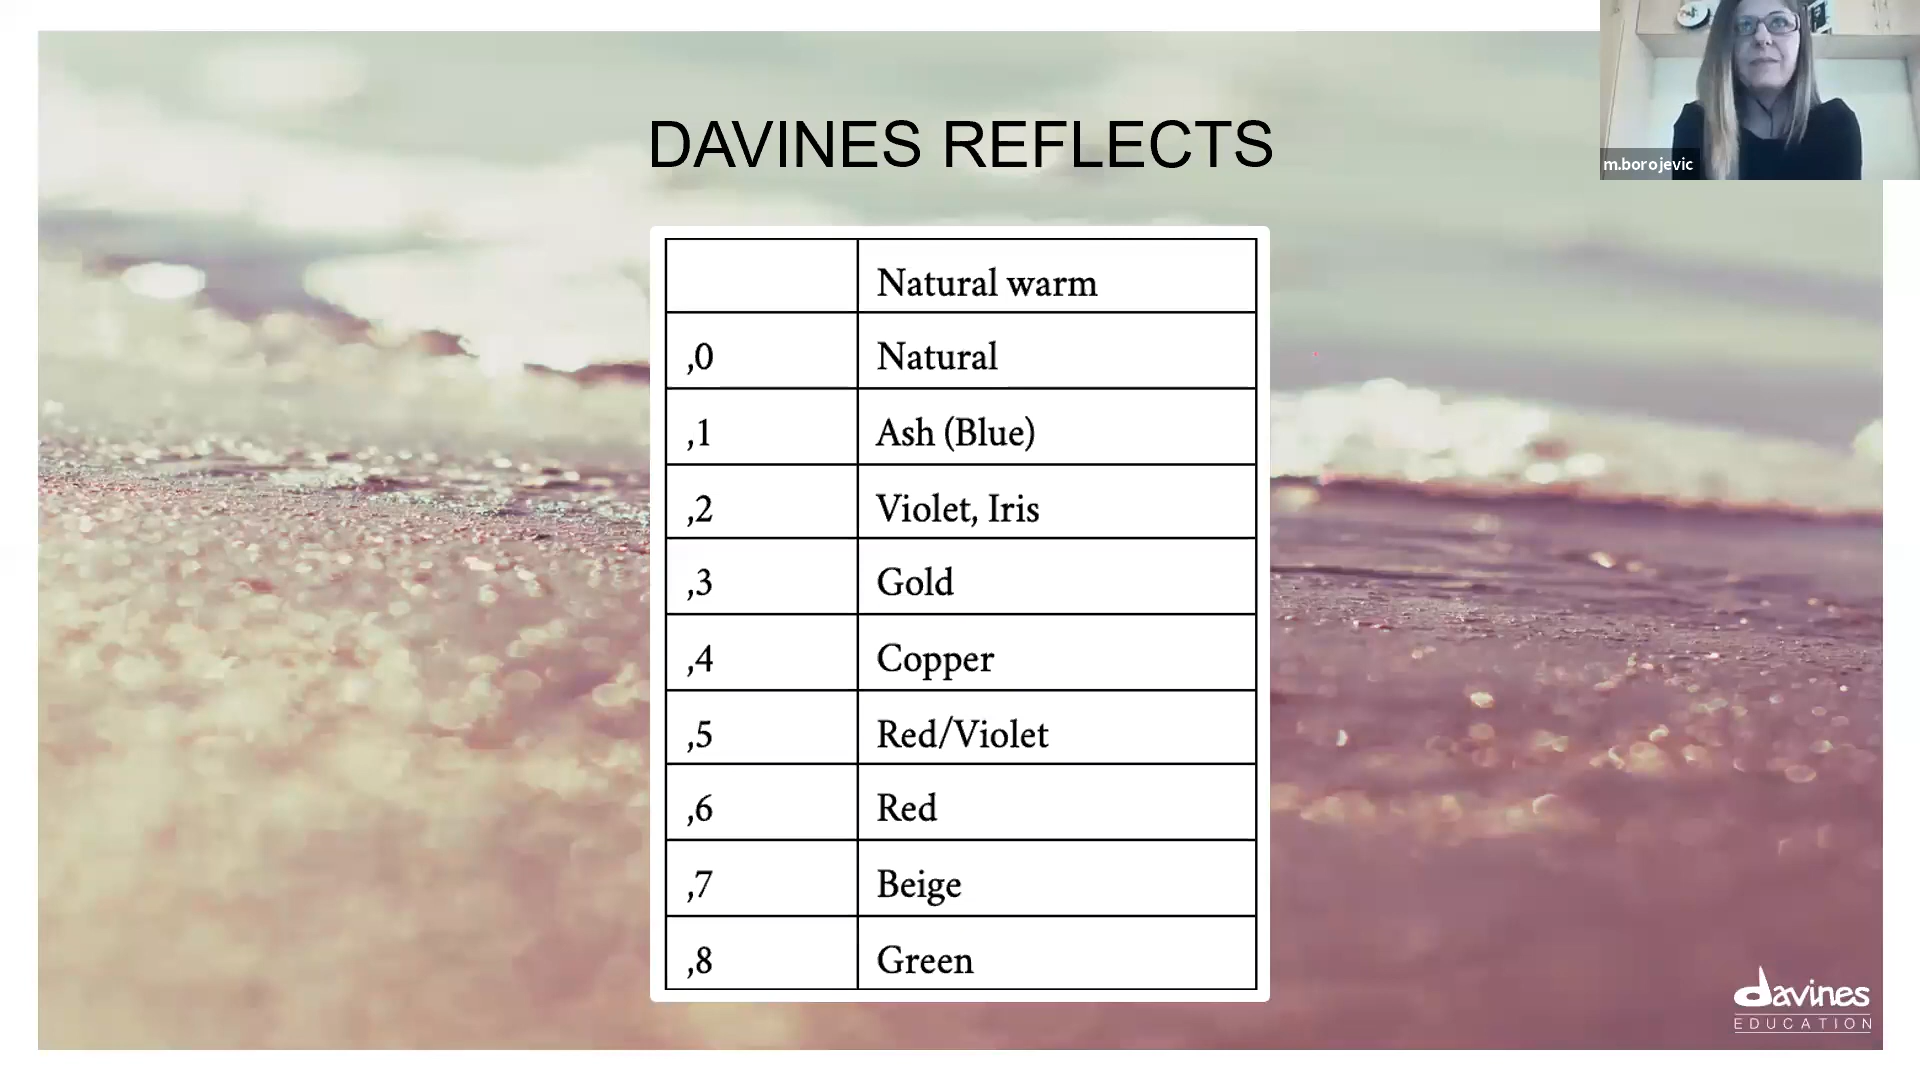 m.borojevic
DAVINES REFLECTS
Natural warm
,0 Natural
,1 Ash (Blue)
,2 Violet, Iris
,3 Gold
,4 Copper
,5 Red/Violet
,6 Red
,7 Beige
,8 Green
davines
EDUCATION